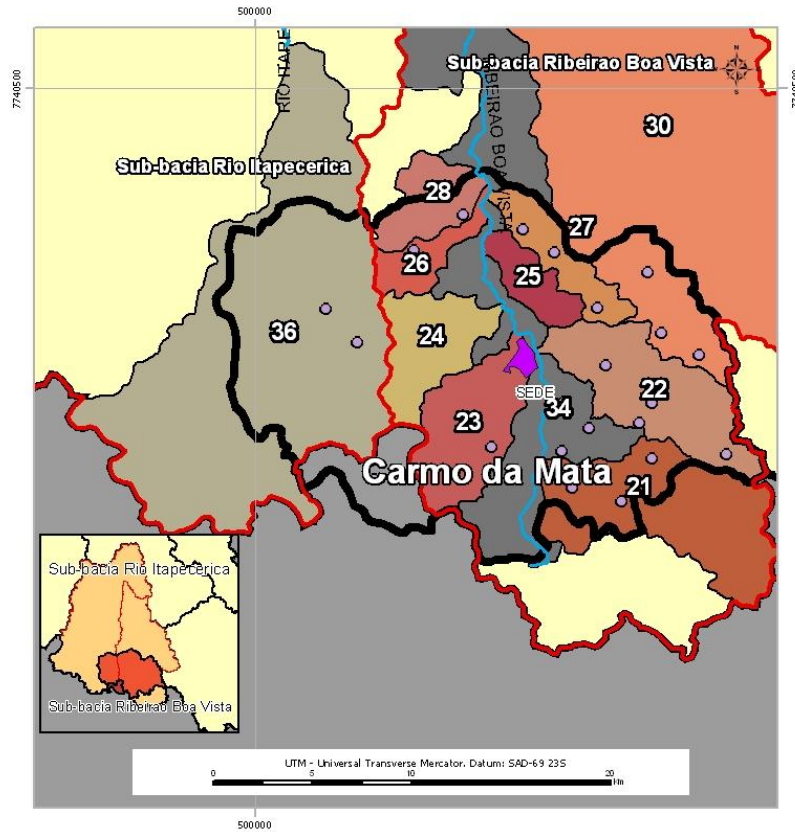 500000
7740500
7740500
RIO ITAPE
RIBEIRAO BOA VISTA
Sub-bacia Ribeirao Boa Vista
N
S
30
Sub-bacia Rio Itapecerica
28
27
26
25
36
24
SEDE
22
23
34
Carmo da Mata
21
Sub-bacia Rio Itapecerica
Sub-bacia Ribeirao Boa Vista
UTM - Universal Transverse Mercator. Datum: SAD-69 23S
0 5 10 20
Km
500000